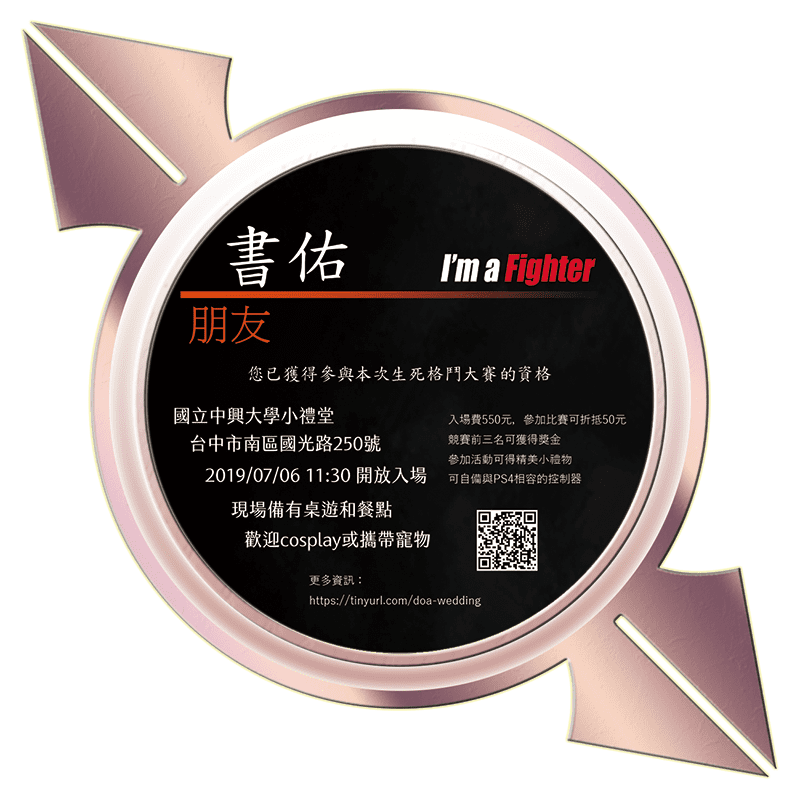 書佑
I'm a Fighter
朋友
您已獲得參與本次生死格鬥大賽的資格
國立中興大學小禮堂
台中市南區國光路250號
2019/07/06 11:30 開放入場
現場備有桌遊和餐點
歡迎cosplay或攜帶寵物
入場費550元，參加比賽可折抵50元
競賽前三名可獲得獎金
參加活動可得精美小禮物
可自備與PS4相容的控制器
更多資訊：
https://tinyurl.com/doa-wedding